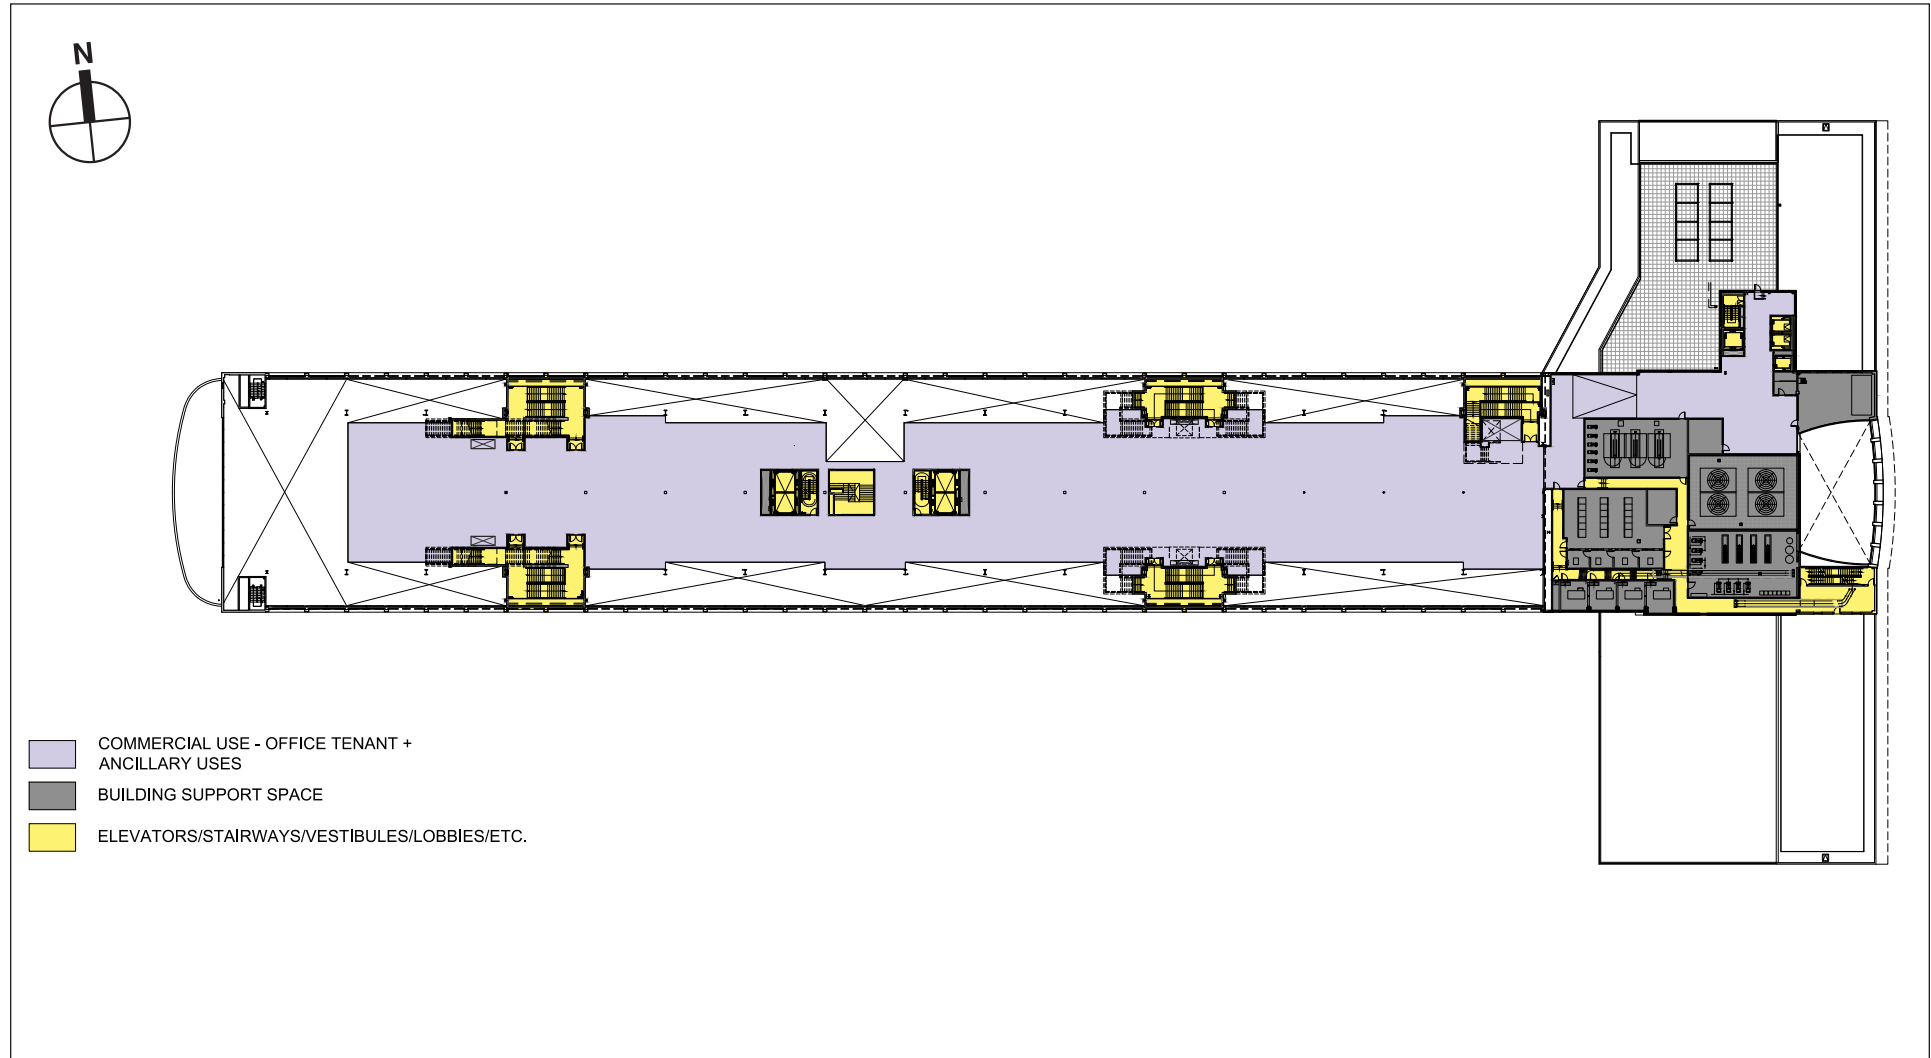 N
COMMERCIAL USE - OFFICE TENANT +
ANCILLARY USES
BUILDING SUPPORT SPACE
ELEVATORS/STAIRWAYS/VESTIBULES/LOBBIES/ETC.